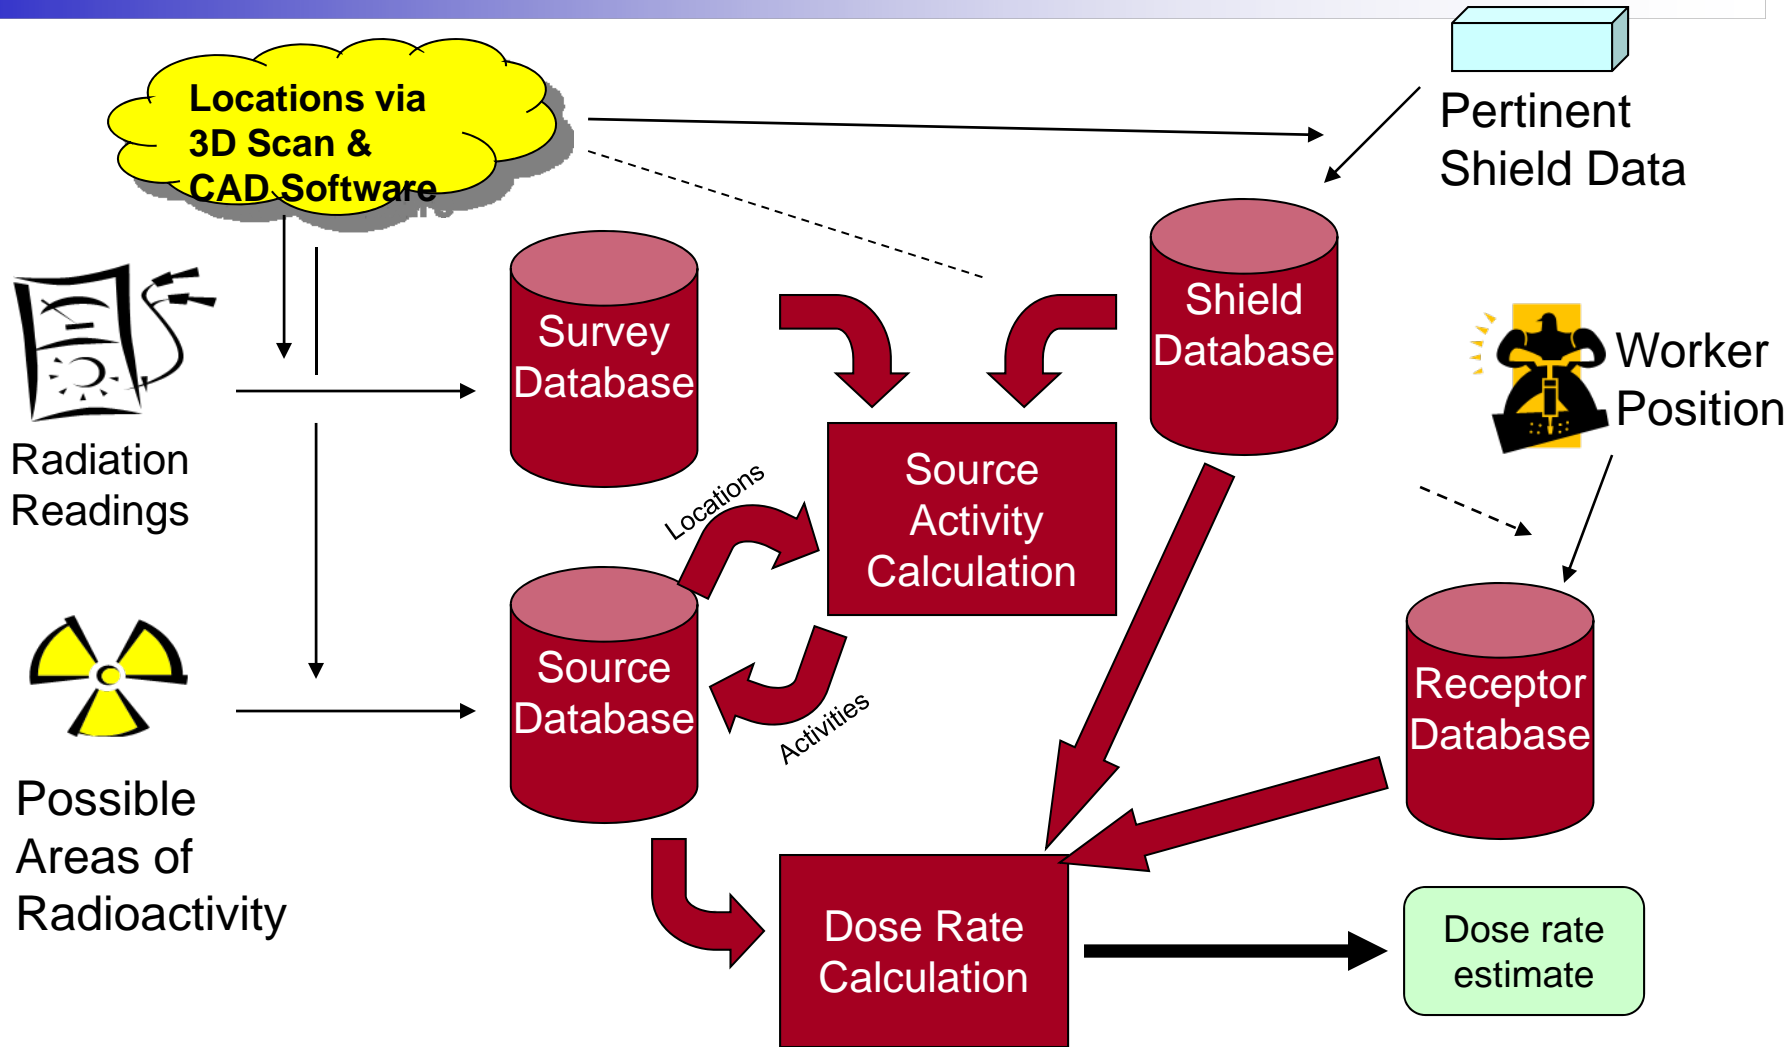 Locations via
3D Scan &
CAD Software
Pertinent
Shield Data
Survey
Database
Shield
Database
Worker
Position
Radiation
Readings
Locations
Source
Activity
Calculation
Source
Database
Activities
Receptor
Database
Possible
Areas of
Radioactivity
Dose Rate
Calculation
Dose rate
estimate